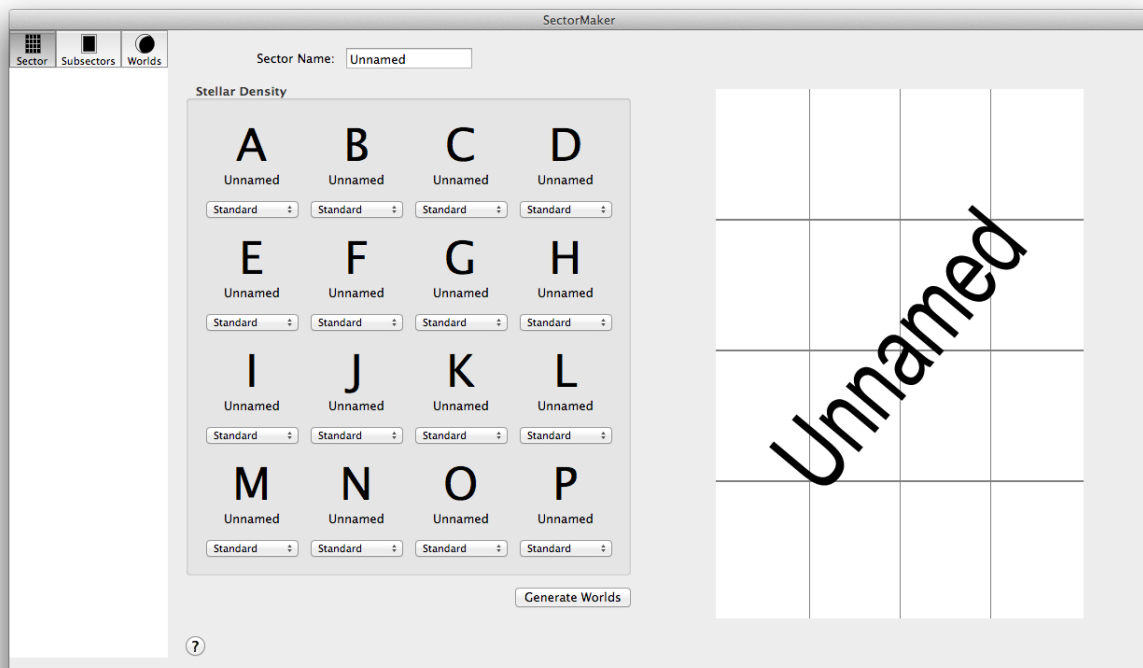 SectorMaker
Sector Subsectors Worlds
Sector Name: Unnamed
Stellar Density
A B C D
Unnamed Unnamed Unnamed Unnamed
Standard Standard Standard Standard
E F G H
Unnamed Unnamed Unnamed Unnamed
Standard Standard Standard Standard
I J K L
Unnamed Unnamed Unnamed Unnamed
Standard Standard Standard Standard
M N O P
Unnamed Unnamed Unnamed Unnamed
Standard Standard Standard Standard
Generate Worlds
?
Unnamed